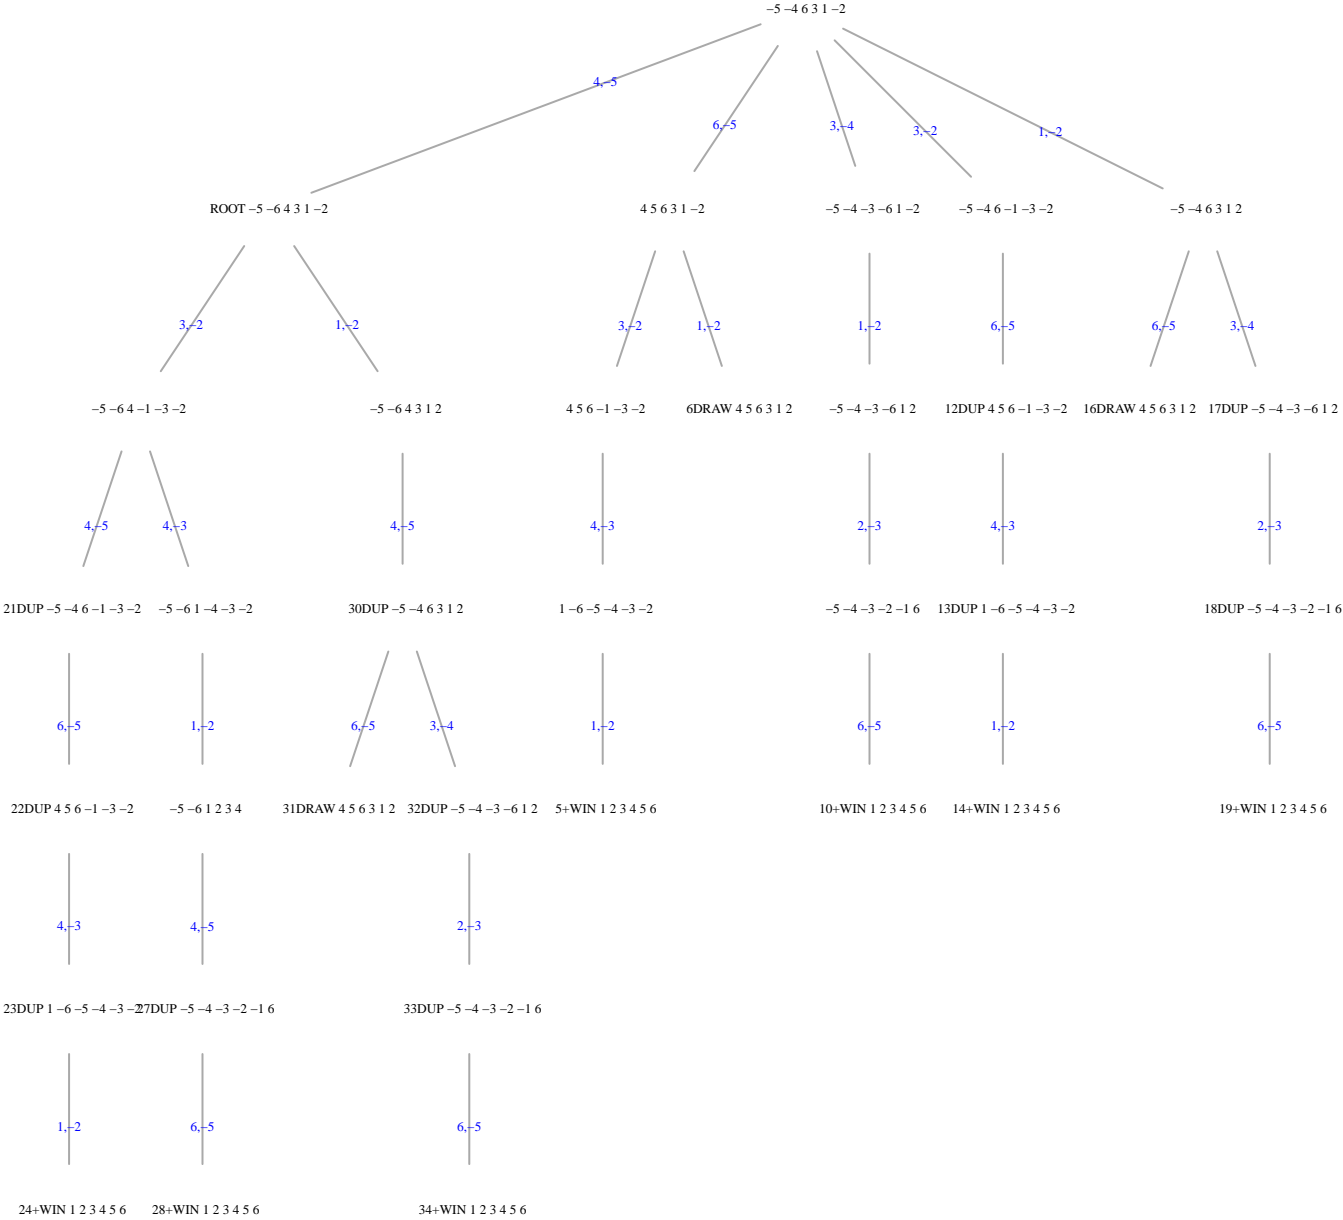 −5 −4 6 3 1 −2
4,−5
6,−5
3,−4
3,−2
1,−2
ROOT −5 −6 4 3 1 −2
4 5 6 3 1 −2
−5 −4 −3 −6 1 −2
−5 −4 6 −1 −3 −2
−5 −4 6 3 1 2
3,−2
1,−2
3,−2
1,−2
1,−2
6,−5
6,−5
3,−4
−5 −6 4 −1 −3 −2
−5 −6 4 3 1 2
4 5 6 −1 −3 −2
6DRAW 4 5 6 3 1 2
−5 −4 −3 −6 1 2
12DUP 4 5 6 −1 −3 −2
16DRAW 4 5 6 3 1 2
17DUP −5 −4 −3 −6 1 2
4,−5
4,−3
4,−5
4,−3
2,−3
4,−3
2,−3
21DUP −5 −4 6 −1 −3 −2
−5 −6 1 −4 −3 −2
30DUP −5 −4 6 3 1 2
1 −6 −5 −4 −3 −2
−5 −4 −3 −2 −1 6
13DUP 1 −6 −5 −4 −3 −2
18DUP −5 −4 −3 −2 −1 6
6,−5
1,−2
6,−5
3,−4
1,−2
6,−5
1,−2
6,−5
22DUP 4 5 6 −1 −3 −2
−5 −6 1 2 3 4
31DRAW 4 5 6 3 1 2
32DUP −5 −4 −3 −6 1 2
5+WIN 1 2 3 4 5 6
10+WIN 1 2 3 4 5 6
14+WIN 1 2 3 4 5 6
19+WIN 1 2 3 4 5 6
4,−3
4,−5
2,−3
23DUP 1 −6 −5 −4 −3 −2
27DUP −5 −4 −3 −2 −1 6
33DUP −5 −4 −3 −2 −1 6
1,−2
6,−5
6,−5
24+WIN 1 2 3 4 5 6
28+WIN 1 2 3 4 5 6
34+WIN 1 2 3 4 5 6